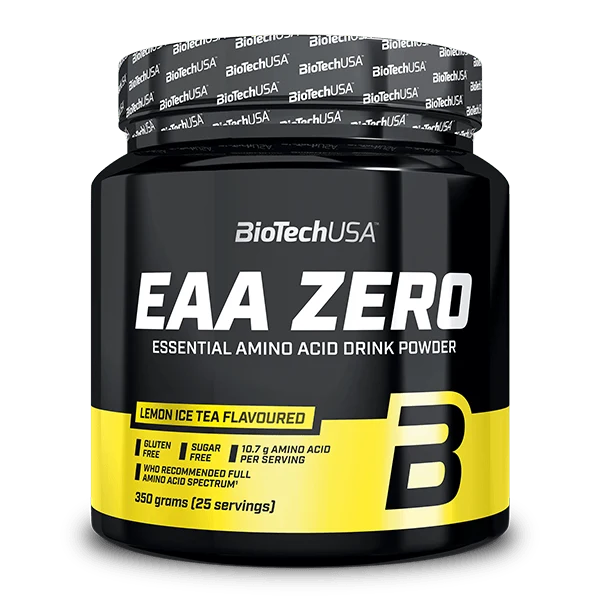 BioTechUSA™
EAA ZERO
ESSENTIAL AMINO ACID DRINK POWDER
LEMON ICE TEA FLAVOURED
GLUTEN
FREE
SUGAR
FREE
10.7 g AMINO ACID
PER SERVING
WHO RECOMMENDED FULL
AMINO ACID SPECTRUM¹
350 grams (25 servings)
B